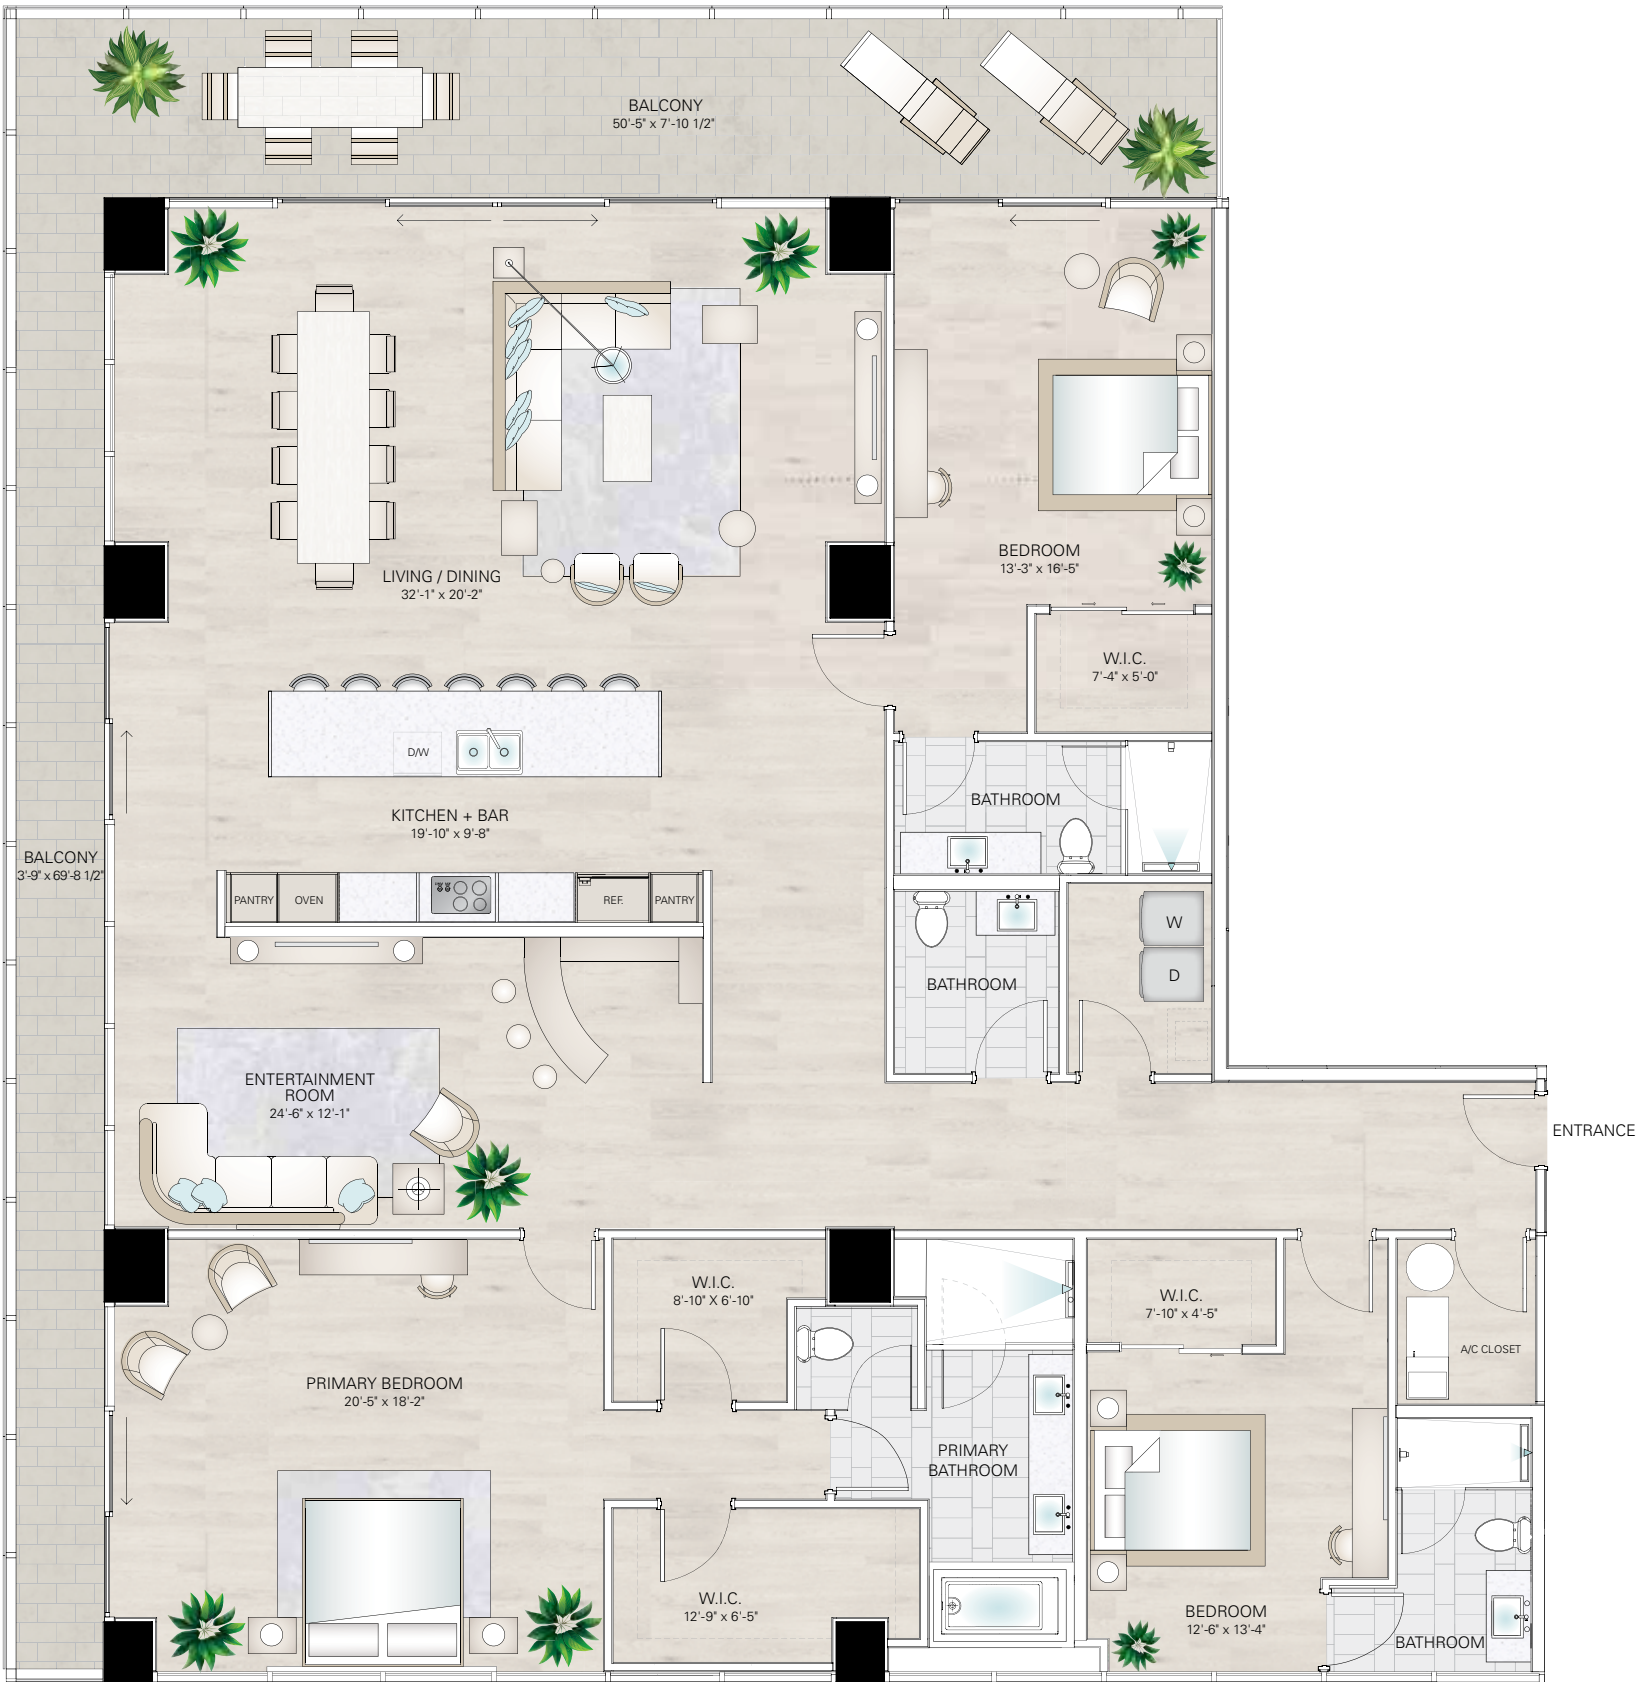 BALCONY
50'-5" x 7'-10 1/2"
BEDROOM
13'-3" x 16'-5"
LIVING / DINING
32'-1" x 20'-2"
W.I.C.
7'-4" x 5'-0"
D/W
BATHROOM
KITCHEN + BAR
19'-10" x 9'-8"
BALCONY
3'-9" x 69'-8 1/2"
PANTRY
OVEN
REF.
PANTRY
W
D
BATHROOM
ENTERTAINMENT
ROOM
24'-6" x 12'-1"
ENTRANCE
W.I.C.
8'-10" X 6'-10"
W.I.C.
7'-10" x 4'-5"
A/C CLOSET
PRIMARY BEDROOM
20'-5" x 18'-2"
PRIMARY
BATHROOM
W.I.C.
12'-9" x 6'-5"
BEDROOM
12'-6" x 13'-4"
BATHROOM